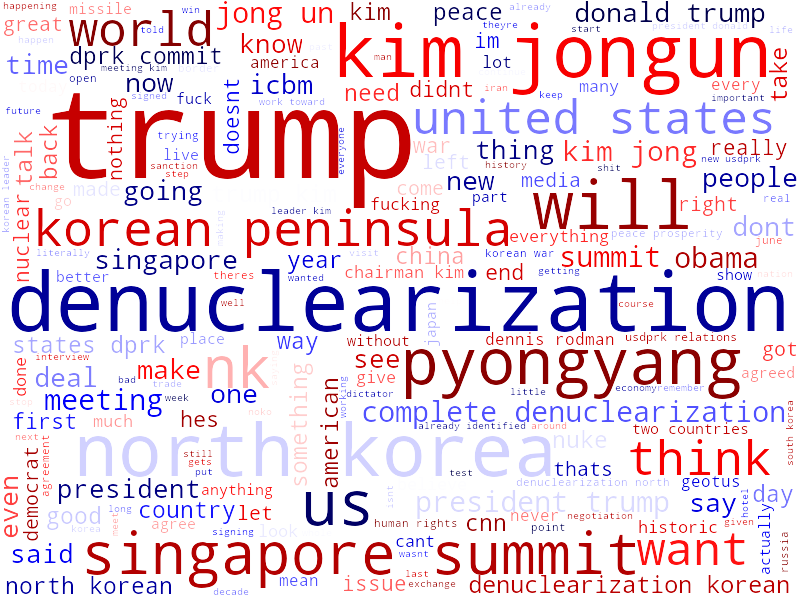 happening
missile
win
jong un
kim
peace
already
donald trump
great
world
told
kim jongun
theyre
start
president donald
life
happen
dprk commit
know
im
time
meeting kim
america
lot
man
take
open
now
icbm
need
didnt
iran
many
every
signed
fuck
work toward
keep
important
future
nothing
trump
doesnt
everyone
united states
back
trying
war
thing
kim jong
really
korean leader
talk
live
left
new usdprk
sanction
history
shit
step
come
new
media
people
change
made
going
will
real
go
fucking
part
right
nuclear
leader kim
korean peninsula
dont
everything
peace prosperity
june
literally
making
visit
china
korean war
singapore
year
summit
obama
better
theres
wanted
chairman kim
end
getting
show
nation
denuclearization
well
course
japan
states dprk
place
way
without
dennis rodman
usdprk relations
got
interview
nk
see
pyongyang
done
deal
bad
make
give
agreed
trade
week
dictator
little
economy
remember
meeting
one
working
first
american
complete denuclearization
much
hes
something
already identified
around
south korea
next
noko
two countries
north korea
nuke
agreement
still
gets
think
even
democrat
put
test
thats
president
anything
isnt
denuclearization north
geotus
long
us
president trump
say
day
country
let
hotel
good
meet
never
korea
agree
look
human rights
cnn
negotiation
point
historic
given
actually
signing
cant
want
said
singapore summit
wasnt
russia
last
north korean
mean
issue
exchange
denuclearization korean
decade